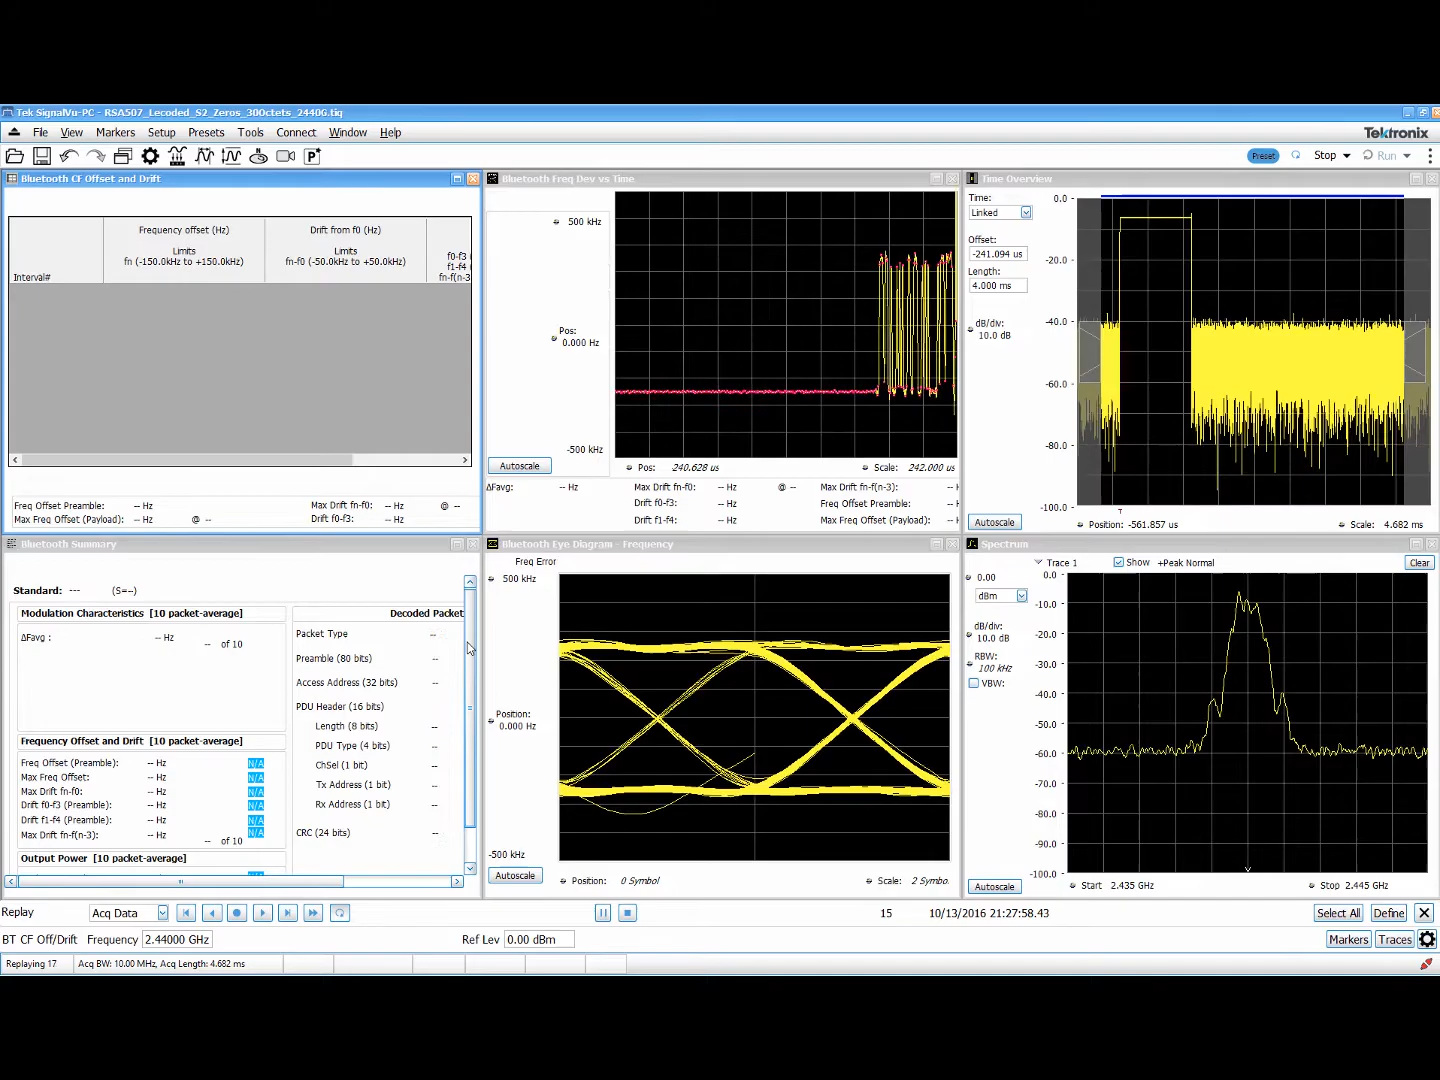 Tek SignalVu-PC - RSA507_Lecoded_S2_Zeros_30Octets_2440G.tiq
File View Markers Setup Presets Tools Connect Window Help
Tektronix
Preset Stop Run
Bluetooth CF Offset and Drift
Frequency offset (Hz)
Drift from f0 (Hz)
Limits
Limits
fn (-150.0kHz to +150.0kHz)
fn-f0 (-50.0kHz to +50.0kHz)
f0-f3 (
f1-f4 (
fn-f(n-3
Interval#
Freq Offset Preamble: -- Hz
Max Drift fn-f0: -- Hz @ --
Max Freq Offset (Payload): -- Hz @ --
Drift f0-f3: -- Hz
Bluetooth Freq Dev vs Time
500 kHz
Pos:
0.000 Hz
-500 kHz
Autoscale
Pos: 240.628 us
Scale: 242.000 us
ΔFavg: -- Hz
Max Drift fn-f0: -- Hz @ --
Max Drift fn-f(n-3): -- H
Drift f0-f3: -- Hz
Freq Offset Preamble: -- H
Drift f1-f4: -- Hz
Max Freq Offset (Payload): -- H
Time Overview
Time:
Linked
Offset:
-241.094 us
Length:
4.000 ms
dB/div:
10.0 dB
0.0
-20.0
-40.0
-60.0
-80.0
-100.0
T
Autoscale
Position: -561.857 us
Scale: 4.682 ms
Bluetooth Summary
Standard: --- (S=--)
Modulation Characteristics [10 packet-average]
ΔFavg : -- Hz
-- of 10
Frequency Offset and Drift [10 packet-average]
Freq Offset (Preamble): -- Hz N/A
Max Freq Offset: -- Hz N/A
Max Drift fn-f0: -- Hz N/A
Drift f0-f3 (Preamble): -- Hz N/A
Drift f1-f4 (Preamble): -- Hz N/A
Max Drift fn-f(n-3): -- Hz N/A
-- of 10
Output Power [10 packet-average]
Decoded Packet
Packet Type --
Preamble (80 bits) --
Access Address (32 bits) --
PDU Header (16 bits)
Length (8 bits) --
PDU Type (4 bits) --
ChSel (1 bit) --
Tx Address (1 bit) --
Rx Address (1 bit) --
CRC (24 bits) --
Bluetooth Eye Diagram - Frequency
Freq Error
500 kHz
Position:
0.000 Hz
-500 kHz
Autoscale
Position: 0 Symbol
Scale: 2 Symbo
Spectrum
Trace 1 Show +Peak Normal Clear
0.00
dBm
dB/div:
10.0 dB
RBW:
100 kHz
VBW:
0.0
-10.0
-20.0
-30.0
-40.0
-50.0
-60.0
-70.0
-80.0
-90.0
-100.0
Autoscale
Start 2.435 GHz
Stop 2.445 GHz
Replay Acq Data 15 10/13/2016 21:27:58.43 Select All Define
BT CF Off/Drift Frequency 2.44000 GHz Ref Lev 0.00 dBm Markers Traces
Replaying 17 Acq BW: 10.00 MHz, Acq Length: 4.682 ms